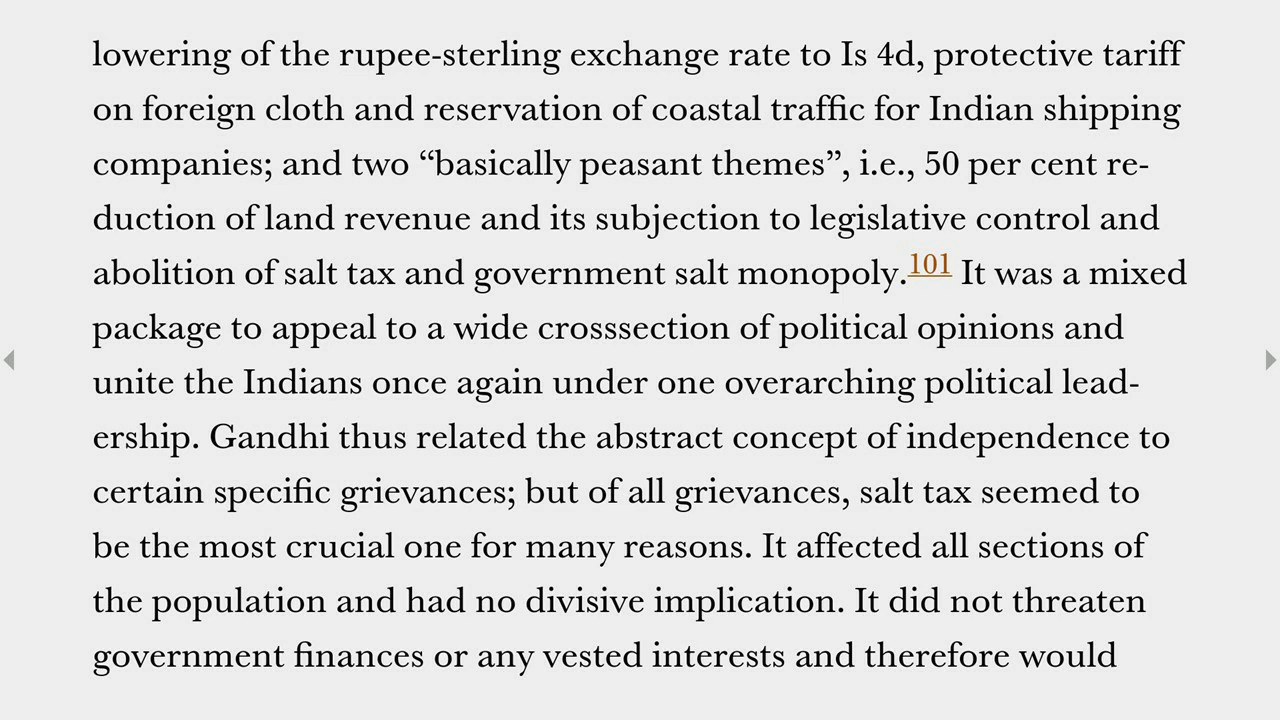 lowering of the rupee-sterling exchange rate to Is 4d, protective tariff
on foreign cloth and reservation of coastal traffic for Indian shipping
companies; and two “basically peasant themes”, i.e., 50 per cent re-
duction of land revenue and its subjection to legislative control and
abolition of salt tax and government salt monopoly.101 It was a mixed
package to appeal to a wide crosssection of political opinions and
unite the Indians once again under one overarching political lead-
ership. Gandhi thus related the abstract concept of independence to
certain specific grievances; but of all grievances, salt tax seemed to
be the most crucial one for many reasons. It affected all sections of
the population and had no divisive implication. It did not threaten
government finances or any vested interests and therefore would